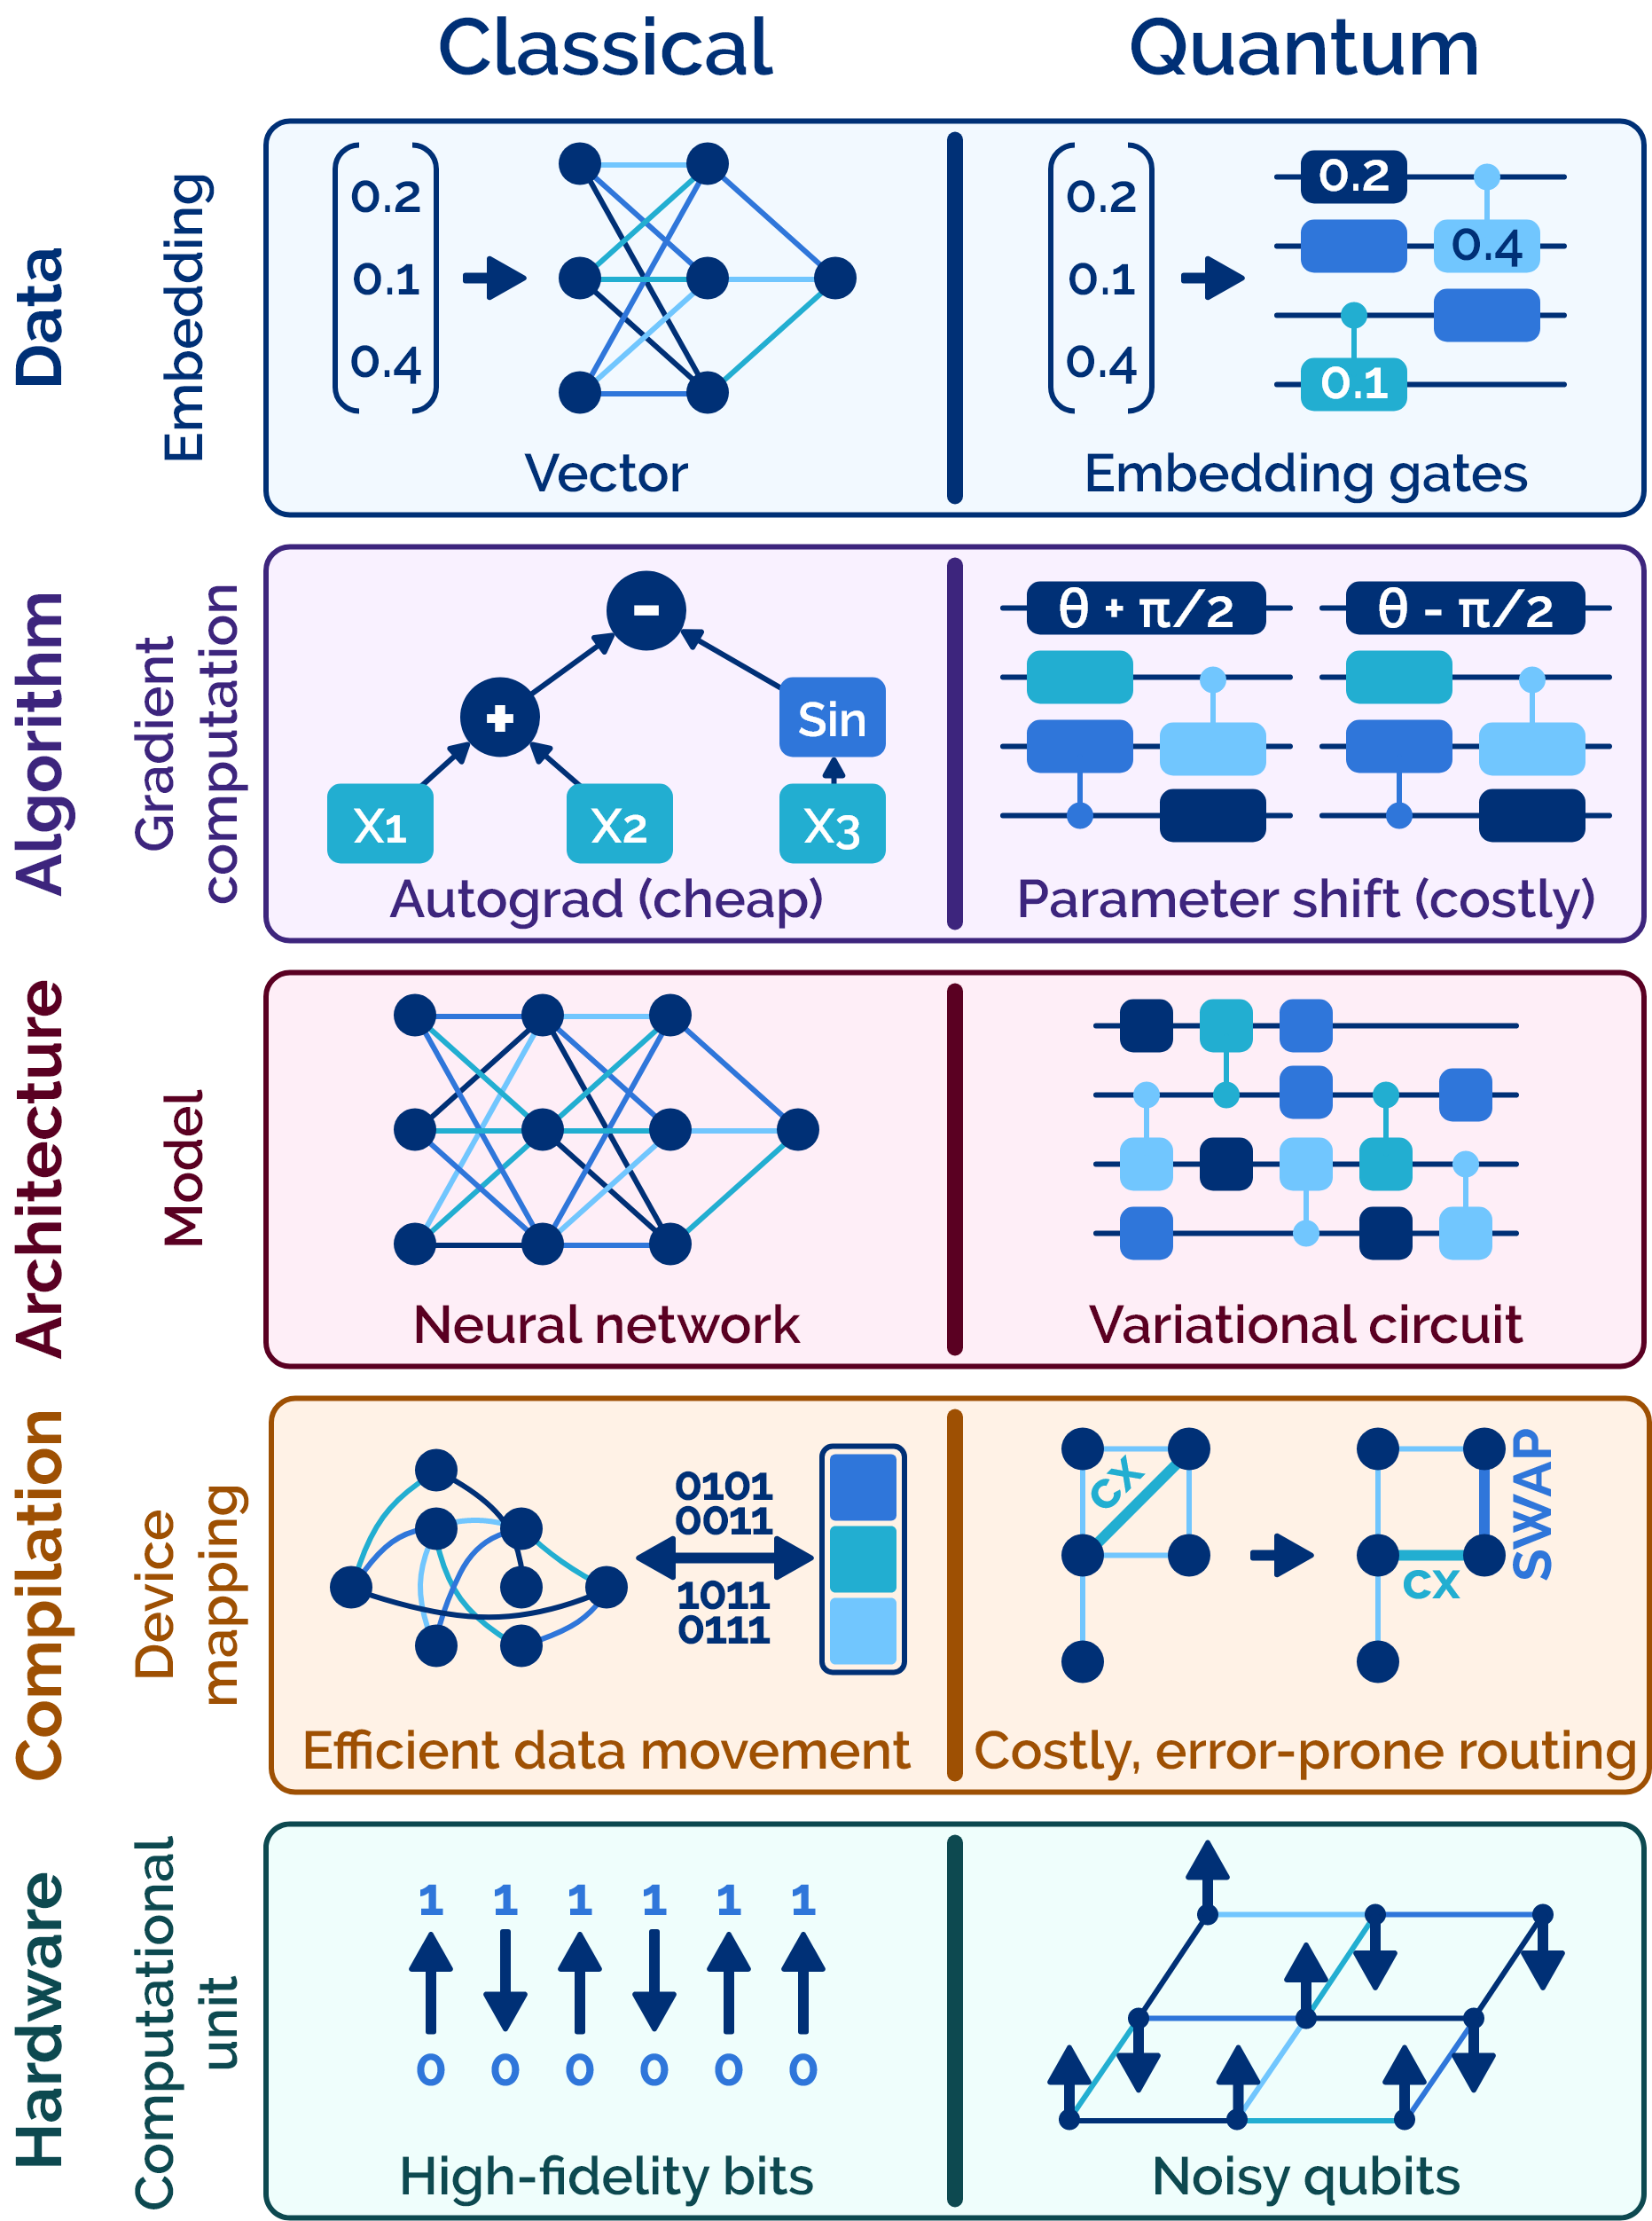 Classical
Quantum
Data
Embedding
0.2
0.1
0.4
Vector
0.2
0.1
0.4
0.2
0.4
0.1
Embedding gates
Algorithm
Gradient
computation
-
+
Sin
X1
X2
X3
Autograd (cheap)
θ + π/2
θ - π/2
Parameter shift (costly)
Architecture
Model
Neural network
Variational circuit
Compilation
Device
mapping
0101
0011
1011
0111
Efficient data movement
cx
SWAP
cx
Costly, error-prone routing
Hardware
Computational
unit
1 1 1 1 1 1
0 0 0 0 0 0
High-fidelity bits
Noisy qubits